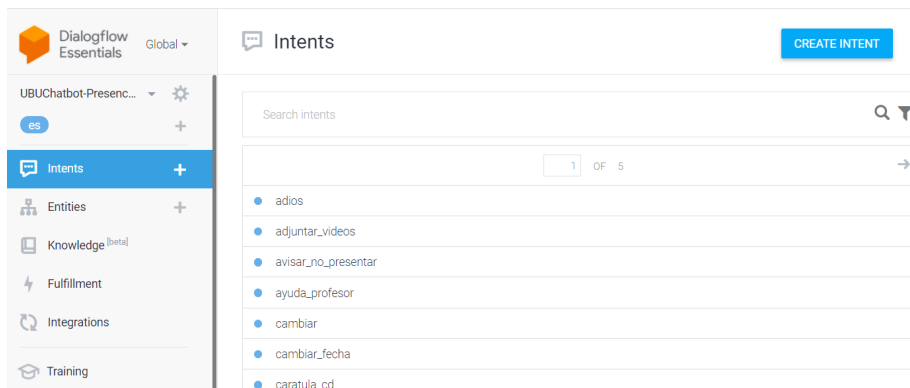 Dialogflow
Essentials
Global
Intents
CREATE INTENT
UBUChatbot-Presenc...
es
Search intents
Intents
1 OF 5
Entities
adios
adjuntar_videos
Knowledge [beta]
avisar_no_presentar
Fulfillment
ayuda_profesor
Integrations
cambiar
cambiar_fecha
Training
caratula_cd